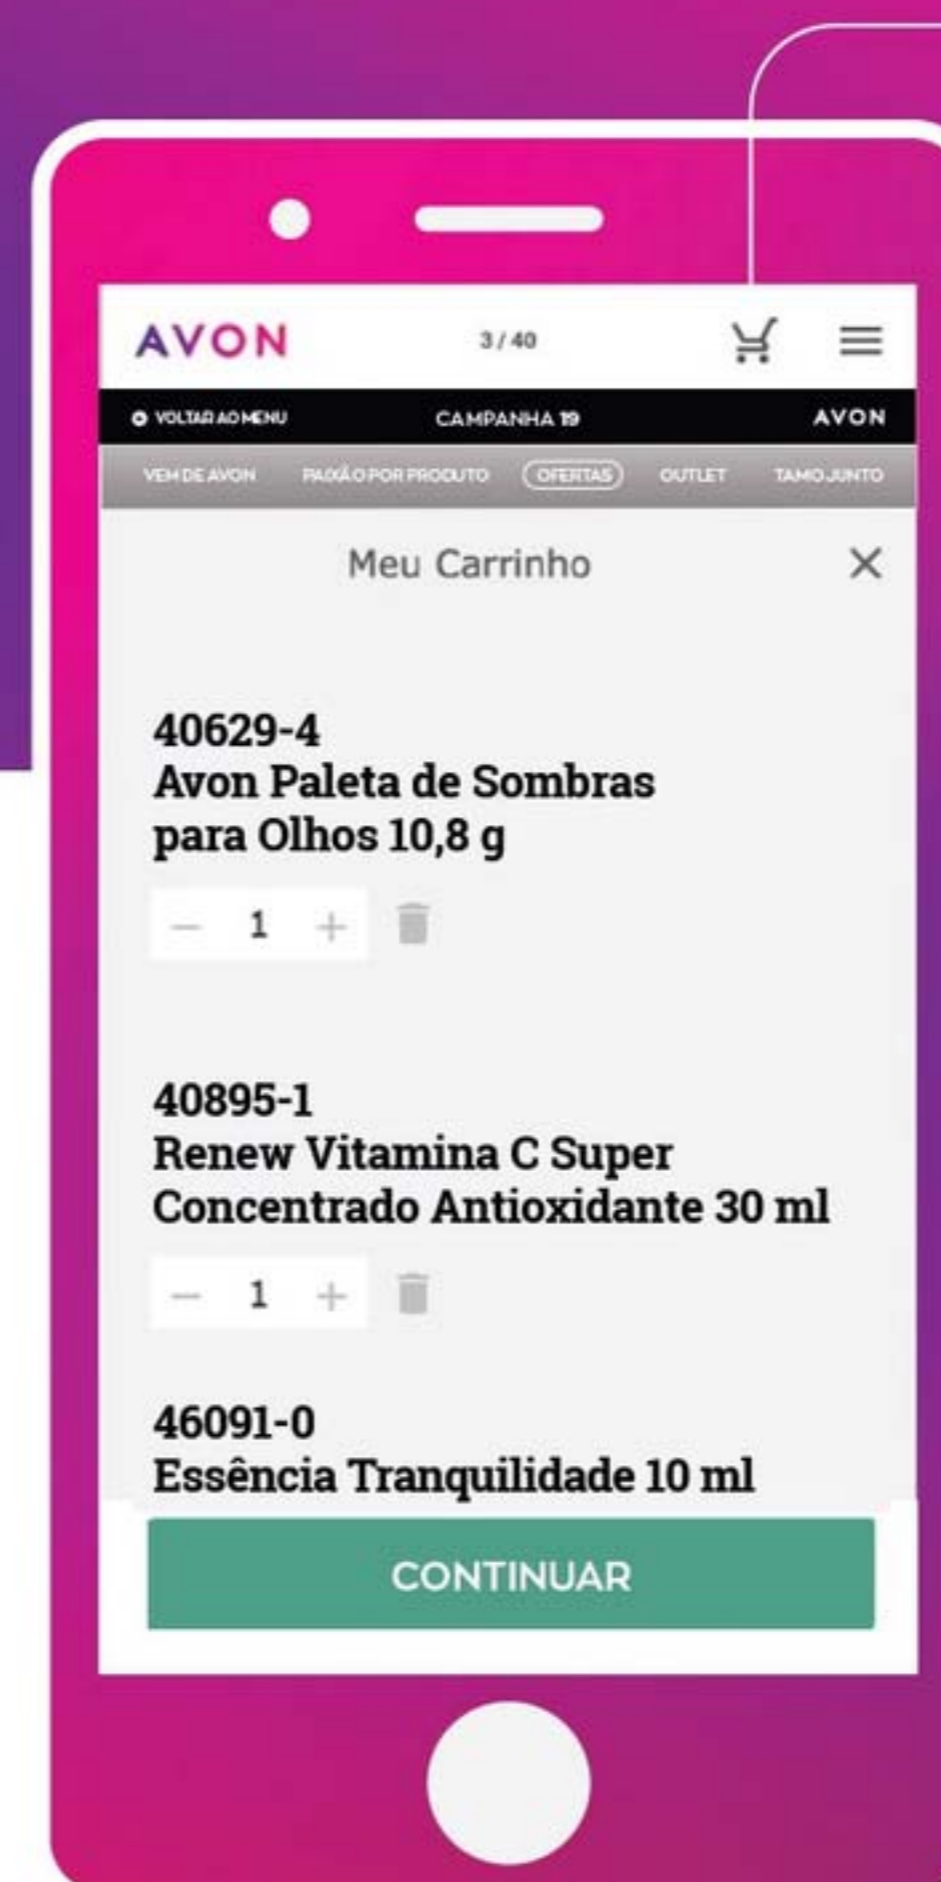 AVON
3 / 40
VOLTAR AO MENU
CAMPANHA 19
AVON
VEM DE AVON
PAIXÃO POR PRODUTO
OFERTAS
OUTLET
TAMO JUNTO
Meu Carrinho
40629-4
Avon Paleta de Sombras
para Olhos 10,8 g
1
40895-1
Renew Vitamina C Super
Concentrado Antioxidante 30 ml
1
46091-0
Essência Tranquilidade 10 ml
CONTINUAR